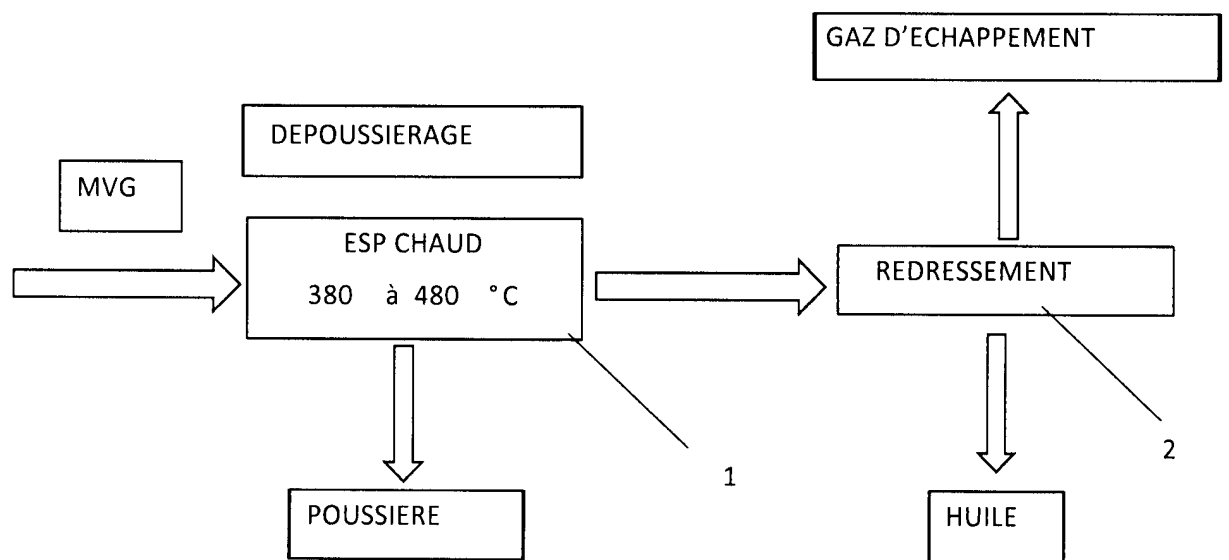 GAZ D'ECHAPPEMENT
DEPOUSSIERAGE
MVG
ESP CHAUD
380 à 480 °C
REDRESSEMENT
1
2
POUSSIERE
HUILE